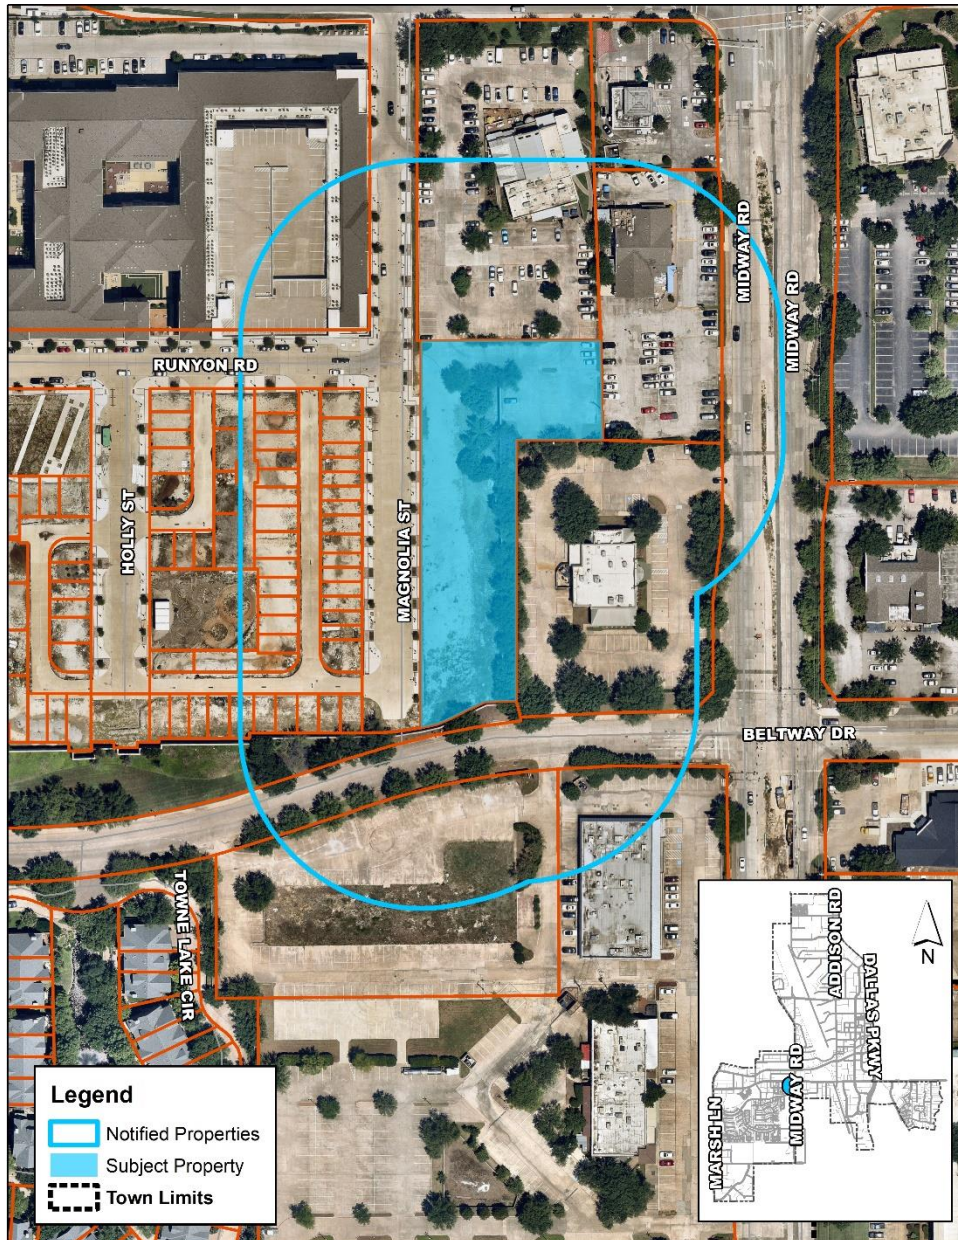 MIDWAY RD
MIDWAY RD
RUNYON RD
HOLLY ST
MAGNOLIA ST
BELTWAY DR
TOWNE LAKE CIR
ADDISON RD
DALLAS PKWY
N
MIDWAY RD
MARSH LN
Legend
Notified Properties
Subject Property
Town Limits